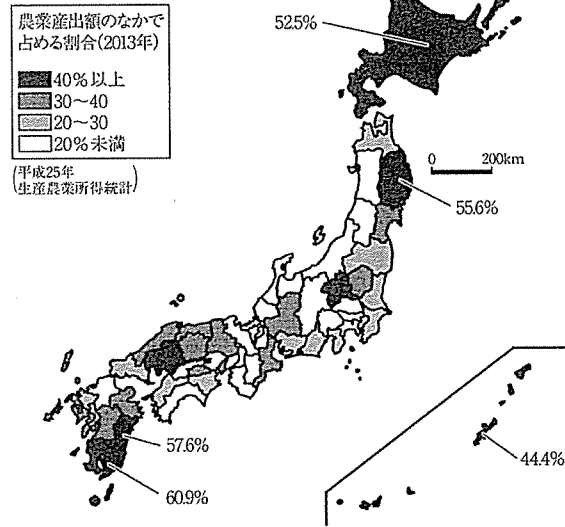 農業産出額のなかで
占める割合(2013年)
40%以上
30〜40
20〜30
20%未満
(平成25年
生産農業所得統計)
52.5%
0 200km
55.6%
57.6%
60.9%
44.4%